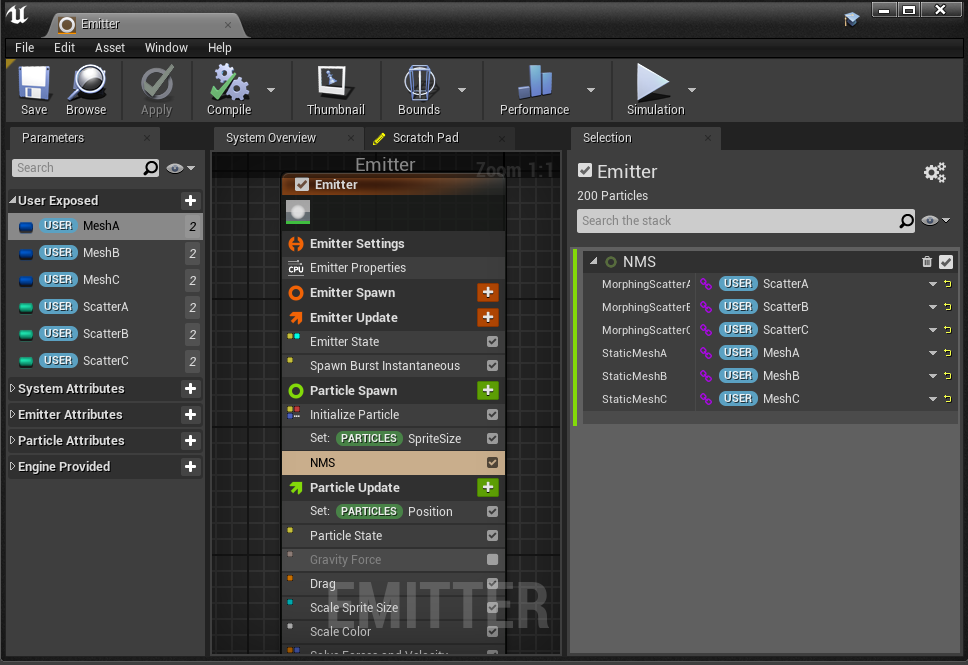 Emitter
File Edit Asset Window Help
Save Browse Apply Compile Thumbnail Bounds Performance Simulation
Parameters
Search
User Exposed
USER MeshA 2
USER MeshB 2
USER MeshC 2
USER ScatterA 2
USER ScatterB 2
USER ScatterC 2
System Attributes
Emitter Attributes
Particle Attributes
Engine Provided
System Overview Scratch Pad
Emitter
Zoom 1:1
Emitter
Emitter Settings
CPU Emitter Properties
Emitter Spawn
Emitter Update
Emitter State
Spawn Burst Instantaneous
Particle Spawn
Initialize Particle
Set: PARTICLES SpriteSize
NMS
Particle Update
Set: PARTICLES Position
Particle State
Gravity Force
Drag
Scale Sprite Size
Scale Color
Solve Forces and Velocity
EMITTER
Selection
Emitter
200 Particles
Search the stack
NMS
MorphingScatterA USER ScatterA
MorphingScatterB USER ScatterB
MorphingScatterC USER ScatterC
StaticMeshA USER MeshA
StaticMeshB USER MeshB
StaticMeshC USER MeshC